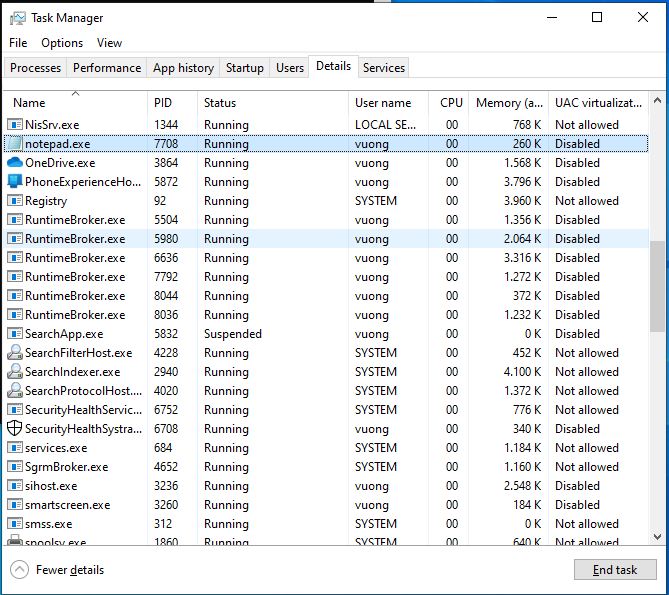 Task Manager
File Options View
Processes Performance App history Startup Users Details Services
Name PID Status User name CPU Memory (a... UAC virtualizat...
NisSrv.exe 1344 Running LOCAL SE... 00 768 K Not allowed
notepad.exe 7708 Running vuong 00 260 K Disabled
OneDrive.exe 3864 Running vuong 00 1.568 K Disabled
PhoneExperienceHo... 5872 Running vuong 00 3.796 K Disabled
Registry 92 Running SYSTEM 00 3.960 K Not allowed
RuntimeBroker.exe 5504 Running vuong 00 1.356 K Disabled
RuntimeBroker.exe 5980 Running vuong 00 2.064 K Disabled
RuntimeBroker.exe 6636 Running vuong 00 3.316 K Disabled
RuntimeBroker.exe 7792 Running vuong 00 1.272 K Disabled
RuntimeBroker.exe 8044 Running vuong 00 372 K Disabled
RuntimeBroker.exe 8036 Running vuong 00 1.232 K Disabled
SearchApp.exe 5832 Suspended vuong 00 0 K Disabled
SearchFilterHost.exe 4228 Running SYSTEM 00 452 K Not allowed
SearchIndexer.exe 2940 Running SYSTEM 00 4.100 K Not allowed
SearchProtocolHost.... 4020 Running SYSTEM 00 1.372 K Not allowed
SecurityHealthServic... 6752 Running SYSTEM 00 776 K Not allowed
SecurityHealthSystra... 6708 Running vuong 00 340 K Disabled
services.exe 684 Running SYSTEM 00 1.184 K Not allowed
SgrmBroker.exe 4652 Running SYSTEM 00 1.160 K Not allowed
sihost.exe 3236 Running vuong 00 2.548 K Disabled
smartscreen.exe 3260 Running vuong 00 184 K Disabled
smss.exe 312 Running SYSTEM 00 0 K Not allowed
spoolsv.exe 1860 Running SYSTEM 00 640 K Not allowed
Fewer details End task